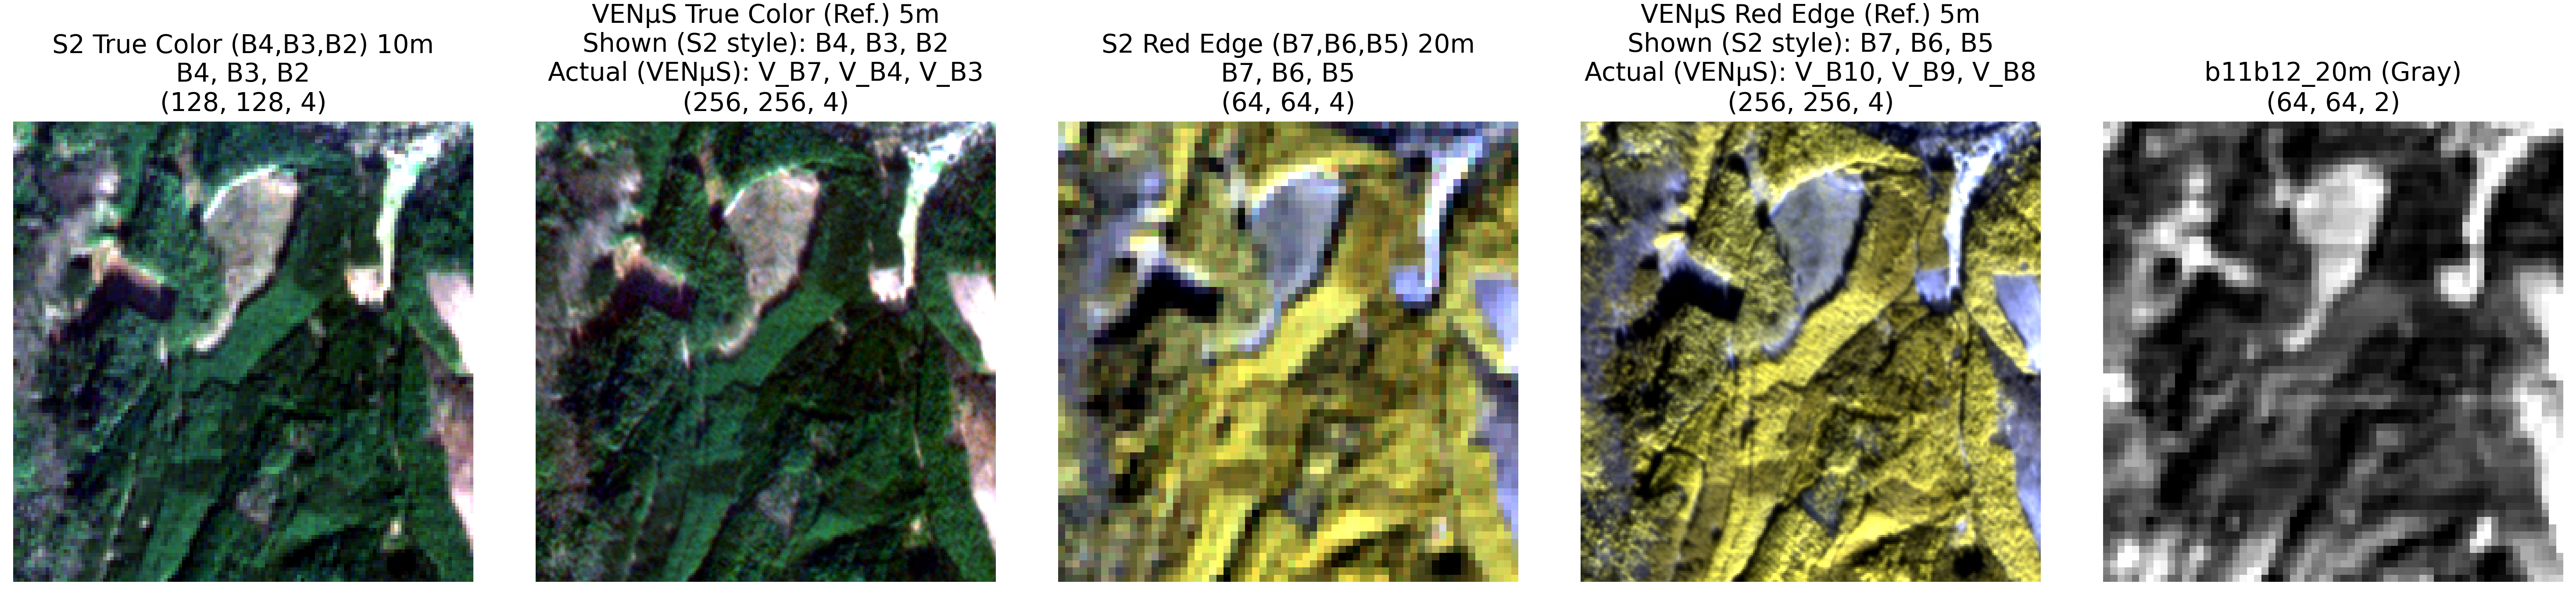 S2 True Color (B4,B3,B2) 10m
B4, B3, B2
(128, 128, 4)
VENµS True Color (Ref.) 5m
Shown (S2 style): B4, B3, B2
Actual (VENµS): V_B7, V_B4, V_B3
(256, 256, 4)
S2 Red Edge (B7,B6,B5) 20m
B7, B6, B5
(64, 64, 4)
VENµS Red Edge (Ref.) 5m
Shown (S2 style): B7, B6, B5
Actual (VENµS): V_B10, V_B9, V_B8
(256, 256, 4)
b11b12_20m (Gray)
(64, 64, 2)